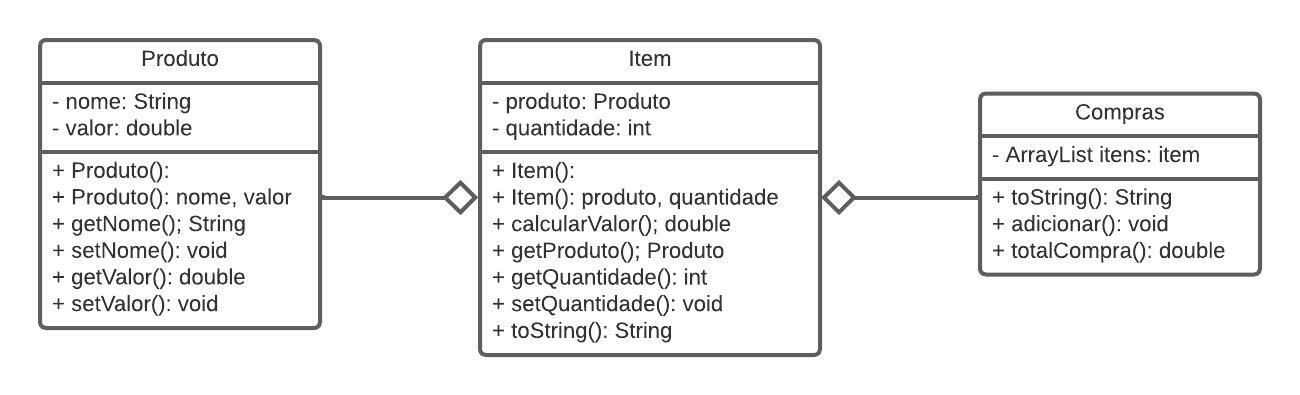 Produto
- nome: String
- valor: double
+ Produto():
+ Produto(): nome, valor
+ getNome(); String
+ setNome(): void
+ getValor(): double
+ setValor(): void
Item
- produto: Produto
- quantidade: int
+ Item():
+ Item(): produto, quantidade
+ calcularValor(); double
+ getProduto(); Produto
+ getQuantidade(): int
+ setQuantidade(): void
+ toString(): String
Compras
- ArrayList itens: item
+ toString(): String
+ adicionar(): void
+ totalCompra(): double